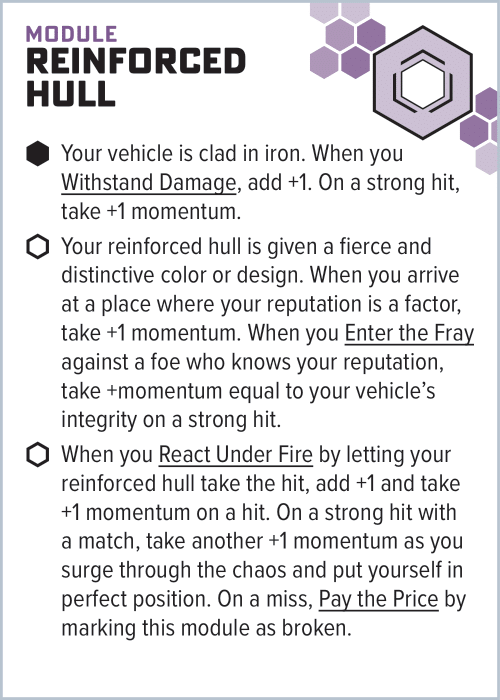 MODULE
REINFORCED
HULL
Your vehicle is clad in iron. When you
Withstand Damage, add +1. On a strong hit,
take +1 momentum.
Your reinforced hull is given a fierce and
distinctive color or design. When you arrive
at a place where your reputation is a factor,
take +1 momentum. When you Enter the Fray
against a foe who knows your reputation,
take +momentum equal to your vehicle’s
integrity on a strong hit.
When you React Under Fire by letting your
reinforced hull take the hit, add +1 and take
+1 momentum on a hit. On a strong hit with
a match, take another +1 momentum as you
surge through the chaos and put yourself in
perfect position. On a miss, Pay the Price by
marking this module as broken.